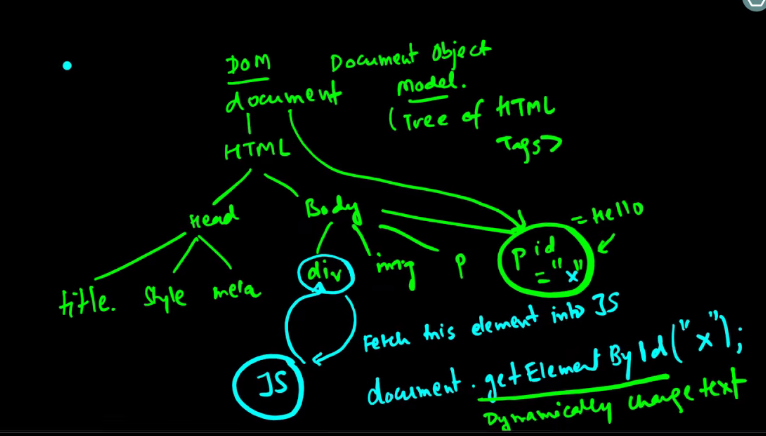 DOM
Document Object
Model.
document
(Tree of HTML
Tags>
HTML
Head
Body
= Hello
title.
style
meta
div
img
p
p id
= "x"
Fetch this element into JS
JS
document.getElementById("x");
Dynamically change text